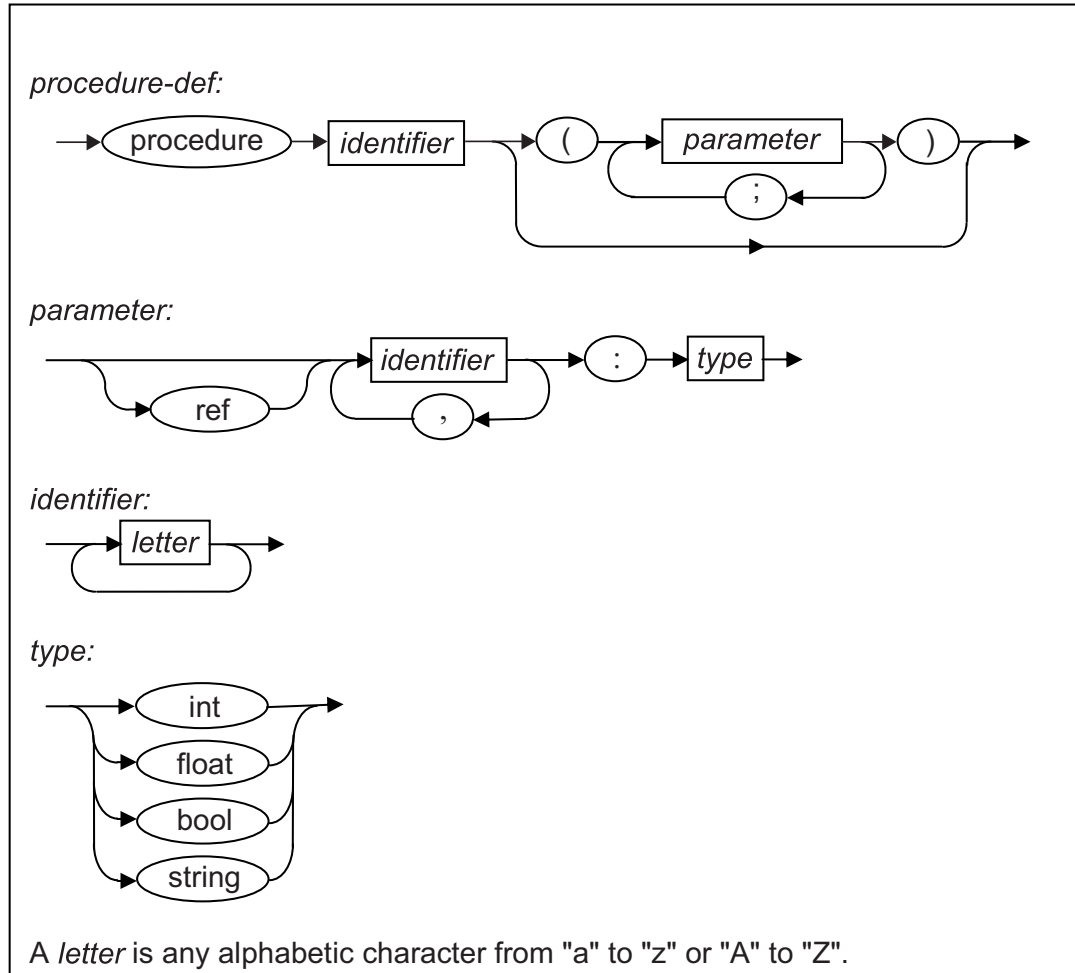 procedure-def:
procedure identifier ( parameter )
;
parameter:
identifier : type
ref ,
identifier:
letter
type:
int
float
bool
string
A letter is any alphabetic character from "a" to "z" or "A" to "Z".